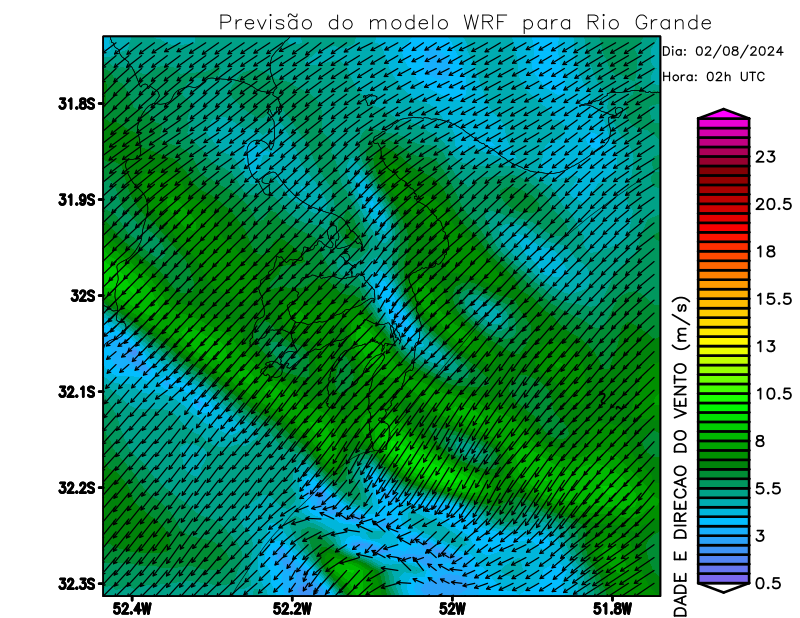 Previsão do modelo WRF para Rio Grande
Dia: 02/08/2024
Hora: 02h UTC
31.8S
31.9S
32S
32.1S
32.2S
32.3S
52.4W
52.2W
52W
51.8W
23
20.5
18
15.5
13
10.5
8
5.5
3
0.5
DADE E DIRECAO DO VENTO (m/s)